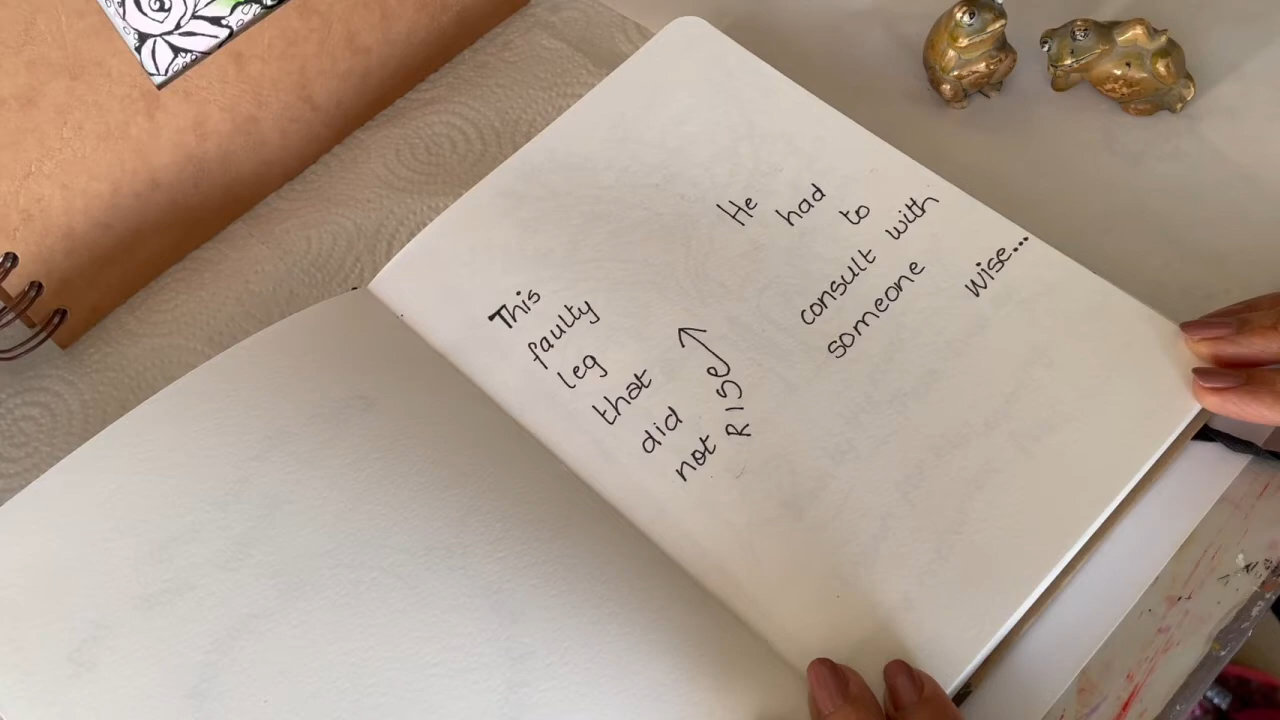 This
faulty
leg
that
did
not RISE
He had
to
consult with
someone
wise...